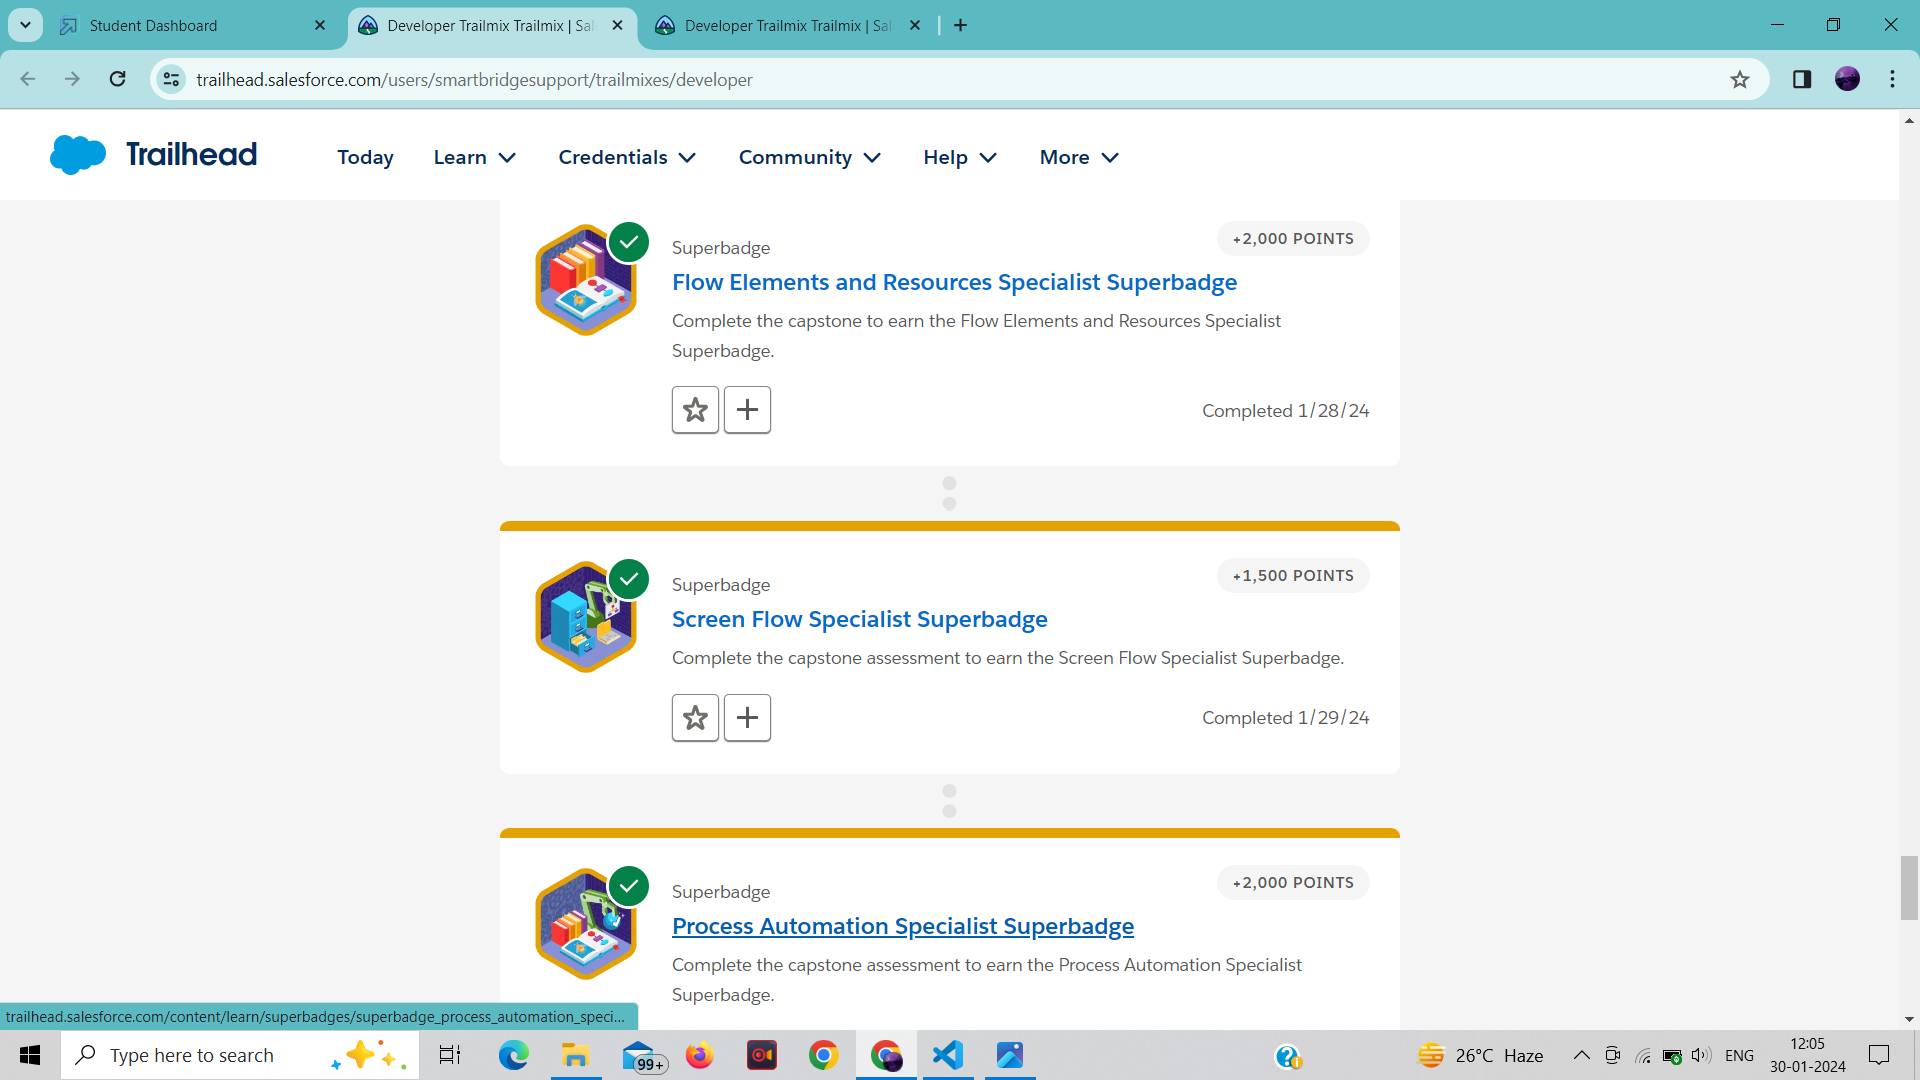 Student Dashboard
Developer Trailmix Trailmix | Sal
Developer Trailmix Trailmix | Sal
trailhead.salesforce.com/users/smartbridgesupport/trailmixes/developer
Trailhead
Today
Learn
Credentials
Community
Help
More
+2,000 POINTS
Superbadge
Flow Elements and Resources Specialist Superbadge
Complete the capstone to earn the Flow Elements and Resources Specialist
Superbadge.
Completed 1/28/24
+1,500 POINTS
Superbadge
Screen Flow Specialist Superbadge
Complete the capstone assessment to earn the Screen Flow Specialist Superbadge.
Completed 1/29/24
+2,000 POINTS
Superbadge
Process Automation Specialist Superbadge
Complete the capstone assessment to earn the Process Automation Specialist
Superbadge.
trailhead.salesforce.com/content/learn/superbadges/superbadge_process_automation_speci...
Type here to search
99+
26°C Haze
ENG
12:05
30-01-2024